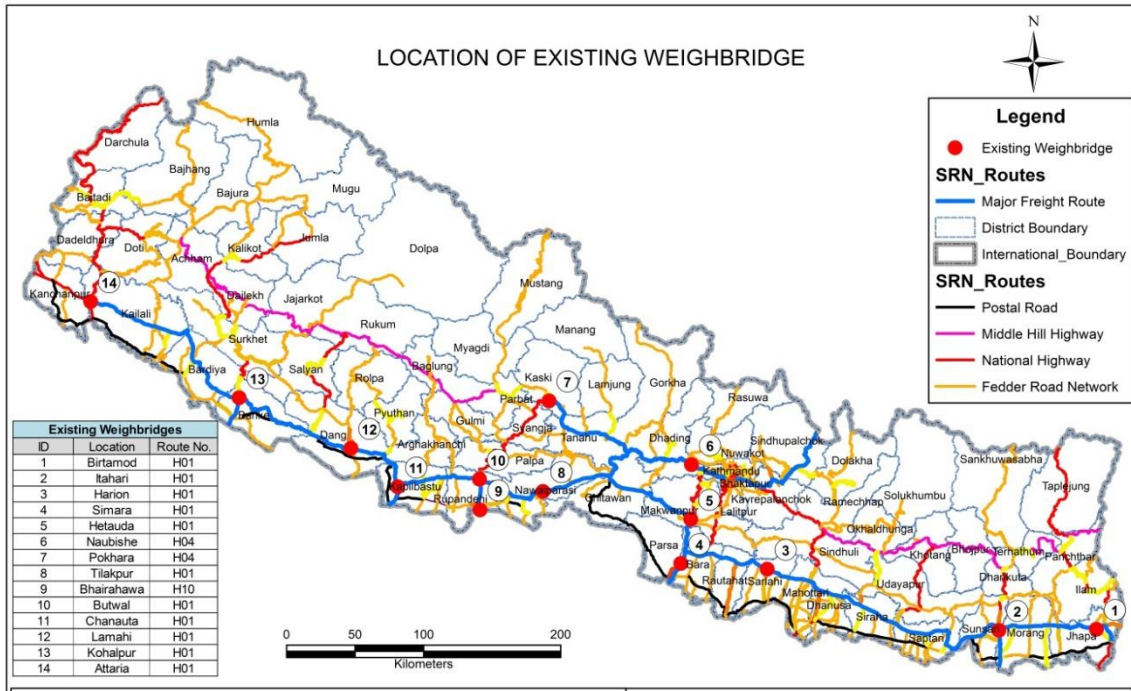 LOCATION OF EXISTING WEIGHBRIDGE
N
Legend
Existing Weighbridge
SRN_Routes
Major Freight Route
District Boundary
International_Boundary
SRN_Routes
Postal Road
Middle Hill Highway
National Highway
Fedder Road Network
Humla
Darchula
Bajhang
Bajura
Mugu
Baitadi
Dadeldhura
Doti
Kalikot
Jumla
Dolpa
Achham
14
Kanchanpur
Dailekh
Jajarkot
Mustang
Kailali
Rukum
Manang
Surkhet
Myagdi
Salyan
Rolpa
Baglung
Kaski
7
Lamjung
Gorkha
Bardiya
13
Parbat
Rasuwa
Banke
Pyuthan
Gulmi
Syangja
Tanahu
Dhading
6
Nuwakot
Sindhupalchok
Dang
12
Arghakhanchi
10
Palpa
Kathmandu
Dolakha
Sankhuwasabha
Taplejung
11
8
Bhaktapur
Kapilbastu
9
Nawalparasi
Chitawan
5
Kavrepalanchok
Ramechhap
Solukhumbu
Rupandehi
Makwanpur
Lalitpur
Okhaldhunga
Parsa
4
3
Sindhuli
Khotang
Bhojpur
Terhathum
Panchthar
Bara
Rautahat
Sarlahi
Udayapur
Dhankuta
Ilam
Mahottari
Dhanusa
Siraha
Saptari
2
1
Sunsari
Morang
Jhapa
Existing Weighbridges
ID Location Route No.
1 Birtamod H01
2 Itahari H01
3 Harion H01
4 Simara H01
5 Hetauda H01
6 Naubishe H04
7 Pokhara H04
8 Tilakpur H01
9 Bhairahawa H10
10 Butwal H01
11 Chanauta H01
12 Lamahi H01
13 Kohalpur H01
14 Attaria H01
0 50 100 200
Kilometers